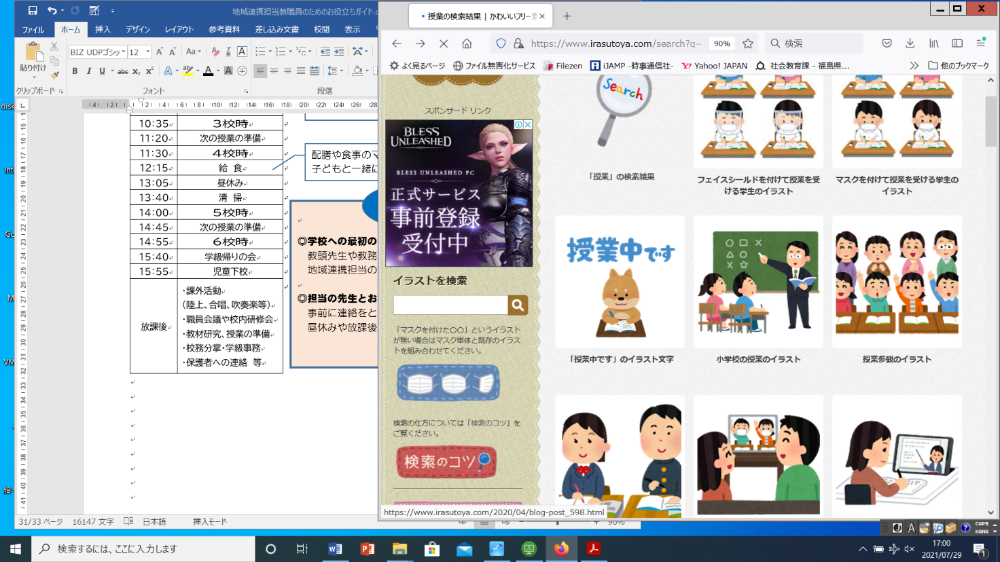 地域連携担当教職員のためのお役立ちガイド.d
ファイル ホーム 挿入 デザイン レイアウト 参考資料 差し込み文書 校閲 表示
BIZ UDPゴシッ 12
貼り付け
クリップボード フォント 段落
10:35 3校時
11:20 次の授業の準備
11:30 4校時
12:15 給 食
13:05 昼休み
13:40 清 掃
14:00 5校時
14:45 次の授業の準備
14:55 6校時
15:40 学級帰りの会
15:55 児童下校
放課後
・課外活動
(陸上、合唱、吹奏楽等)
・職員会議や校内研修会
・教材研究、授業の準備
・校務分掌・学級事務
・保護者への連絡 等
配膳や食事のマ
子どもと一緒に
◎学校への最初の
教頭先生や教務
地域連携担当の
◎担当の先生とお
事前に連絡をと
昼休みや放課後
31/33 ページ 16147 文字 日本語 挿入モード
96%
授業の検索結果 | かわいいフリー素
https://www.irasutoya.com/search?q= 90% 検索
よく見るページ ファイル無害化サービス Filezen iJAMP -時事通信社- Yahoo! JAPAN 社会教育課 - 福島県... 他のブックマーク
スポンサード リンク
BLESS
UNLEASHED
BLESS UNLEASHED PC
正式サービス
事前登録
受付中
イラストを検索
「マスクを付けた○○」というイラスト
が無い場合はマスク単体と既存のイラス
トを組み合わせてください。
検索の仕方については「検索のコツ」を
ご覧ください。
検索のコツ
Search
「授業」の検索結果
フェイスシールドを付けて授業を受
ける学生のイラスト
マスクを付けて授業を受ける学生の
イラスト
授業中です
「授業中です」のイラスト文字
小学校の授業のイラスト
授業参観のイラスト
https://www.irasutoya.com/2020/04/blog-post_598.html
CAPS
KANA
検索するには、ここに入力します
17:00
2021/07/29